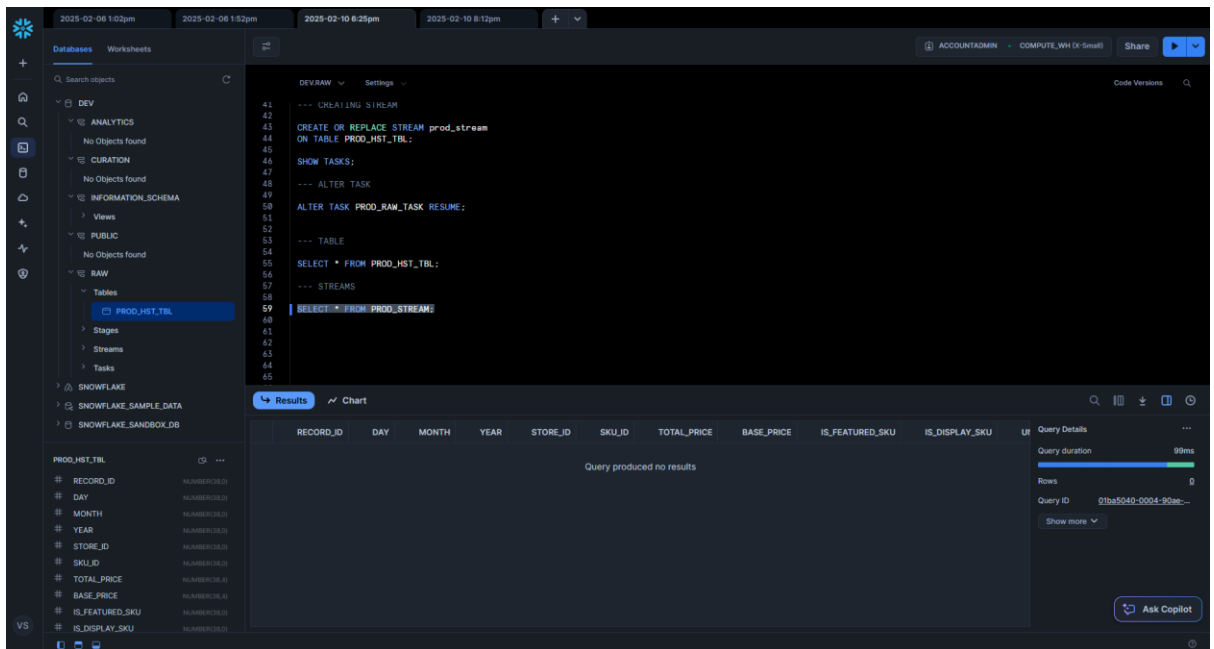 2025-02-06 1:02pm
2025-02-06 1:52pm
2025-02-10 6:25pm
2025-02-10 8:12pm
Databases Worksheets
ACCOUNTADMIN
COMPUTE_WH (X-Small)
Share
Search objects
DEV.RAW
Settings
Code Versions
DEV
ANALYTICS
No Objects found
CURATION
No Objects found
INFORMATION_SCHEMA
Views
PUBLIC
No Objects found
RAW
Tables
PROD_HST_TBL
Stages
Streams
Tasks
SNOWFLAKE
SNOWFLAKE_SAMPLE_DATA
SNOWFLAKE_SANDBOX_DB
41 --- CREATING STREAM
42
43 CREATE OR REPLACE STREAM prod_stream
44 ON TABLE PROD_HST_TBL;
45
46 SHOW TASKS;
47
48 --- ALTER TASK
49
50 ALTER TASK PROD_RAW_TASK RESUME;
51
52
53 --- TABLE
54
55 SELECT * FROM PROD_HST_TBL;
56
57 --- STREAMS
58
59 SELECT * FROM PROD_STREAM;
60
61
62
63
64
65
Results
Chart
RECORD_ID DAY MONTH YEAR STORE_ID SKU_ID TOTAL_PRICE BASE_PRICE IS_FEATURED_SKU IS_DISPLAY_SKU
Query produced no results
Query Details
Query duration 99ms
Rows 0
Query ID 01ba5040-0004-90ae-...
Show more
PROD_HST_TBL
RECORD_ID NUMBER(38,0)
DAY NUMBER(38,0)
MONTH NUMBER(38,0)
YEAR NUMBER(38,0)
STORE_ID NUMBER(38,0)
SKU_ID NUMBER(38,0)
TOTAL_PRICE NUMBER(38,4)
BASE_PRICE NUMBER(38,4)
IS_FEATURED_SKU NUMBER(38,0)
IS_DISPLAY_SKU NUMBER(38,0)
VS
Ask Copilot